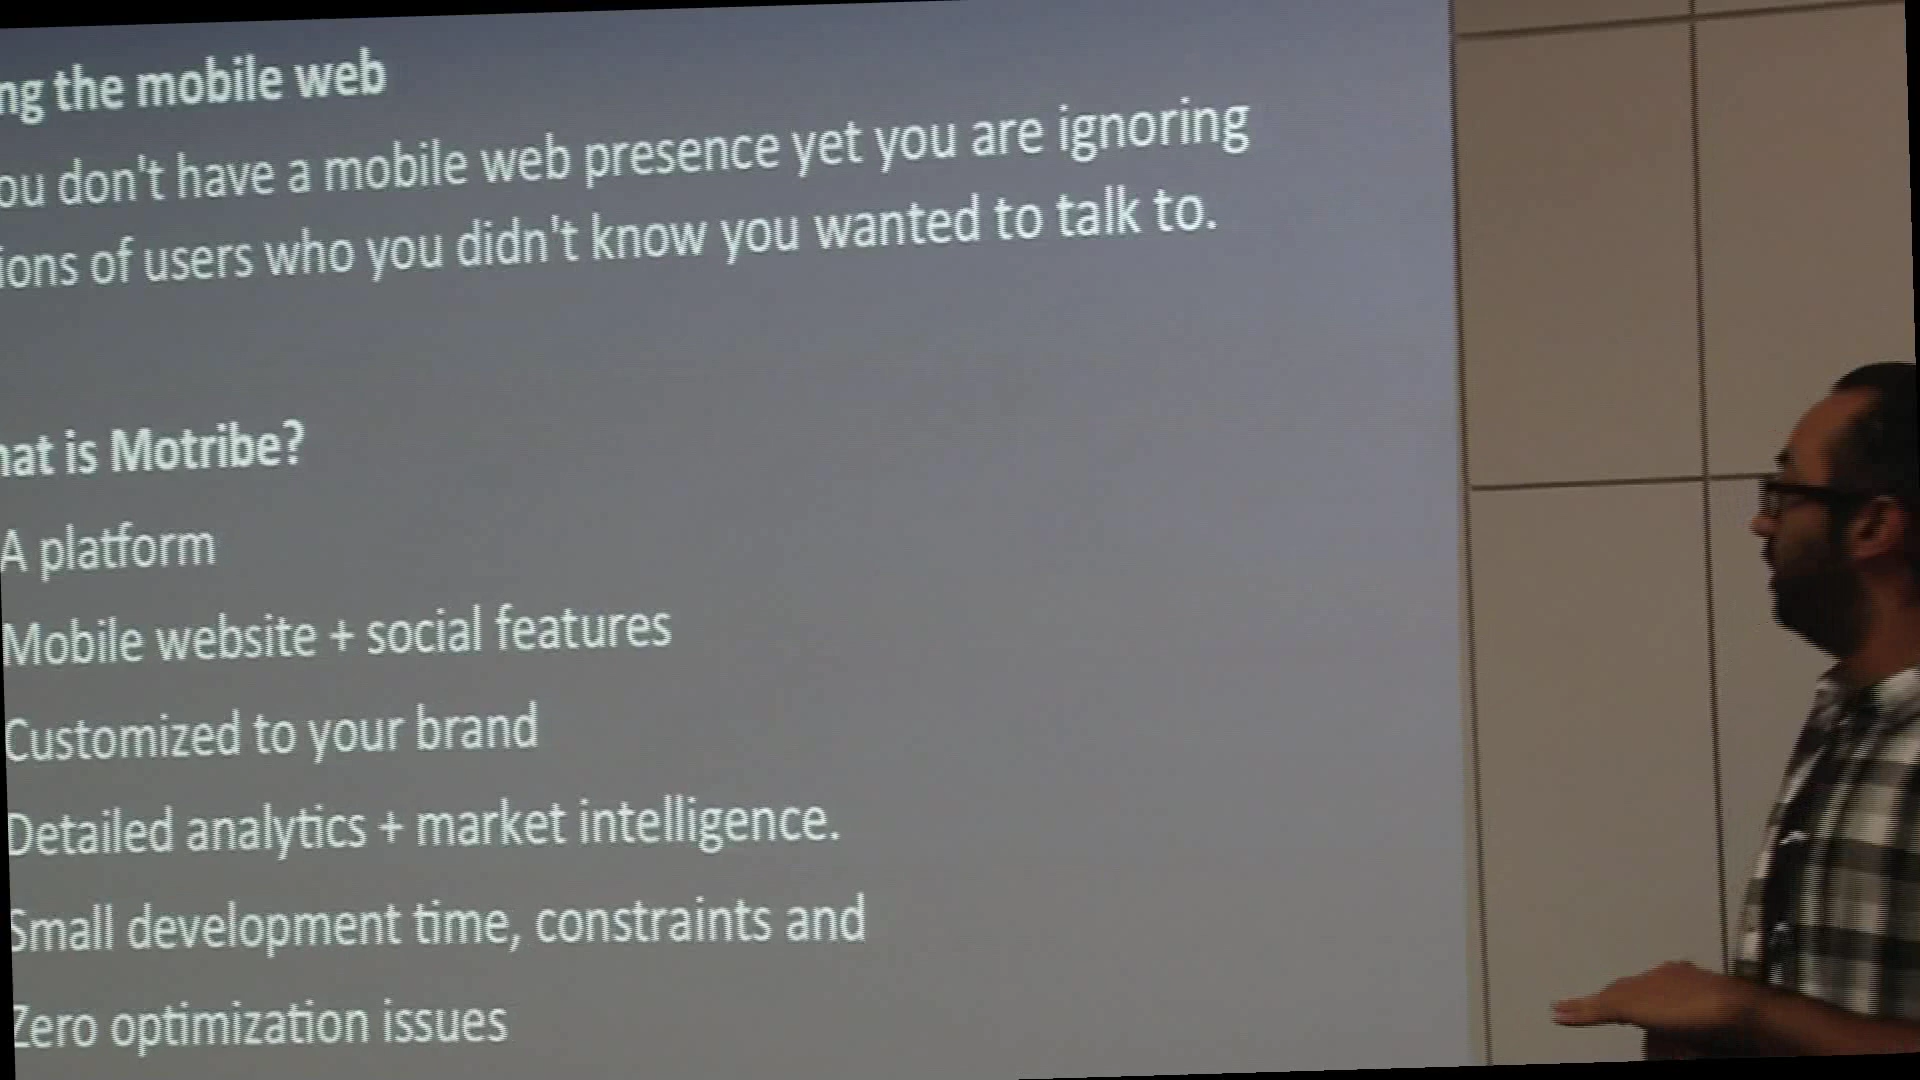 ng the mobile web
ou don't have a mobile web presence yet you are ignoring
ions of users who you didn't know you wanted to talk to.
hat is Motribe?
A platform
Mobile website + social features
Customized to your brand
Detailed analytics + market intelligence.
Small development time, constraints and
Zero optimization issues